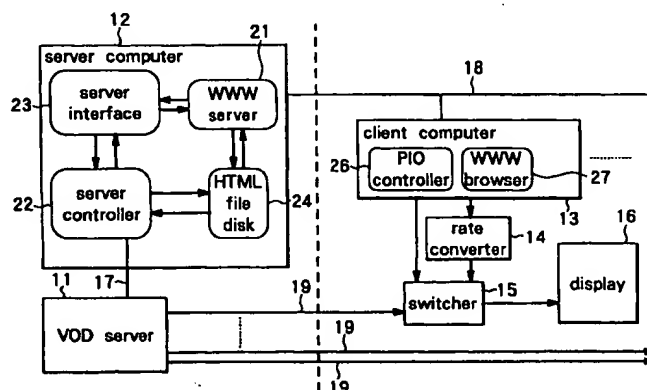 12
21
server computer
23
server
interface
WWW
server
18
client computer
26
PIO
controller
WWW
browser
27
22
server
controller
HTML
file
disk
24
13
16
rate
converter
14
17
11
19
switcher
15
display
VOD server
19
19